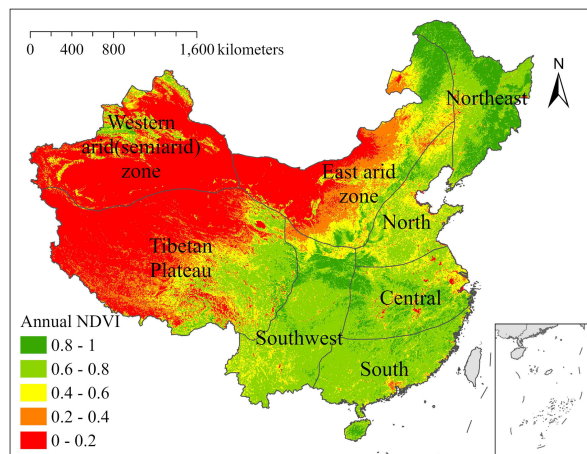 0 400 800 1,600 kilometers
N
Northeast
Western
arid(semiarid)
zone
East arid
zone
North
Tibetan
Plateau
Central
Southwest
South
Annual NDVI
0.8 - 1
0.6 - 0.8
0.4 - 0.6
0.2 - 0.4
0 - 0.2